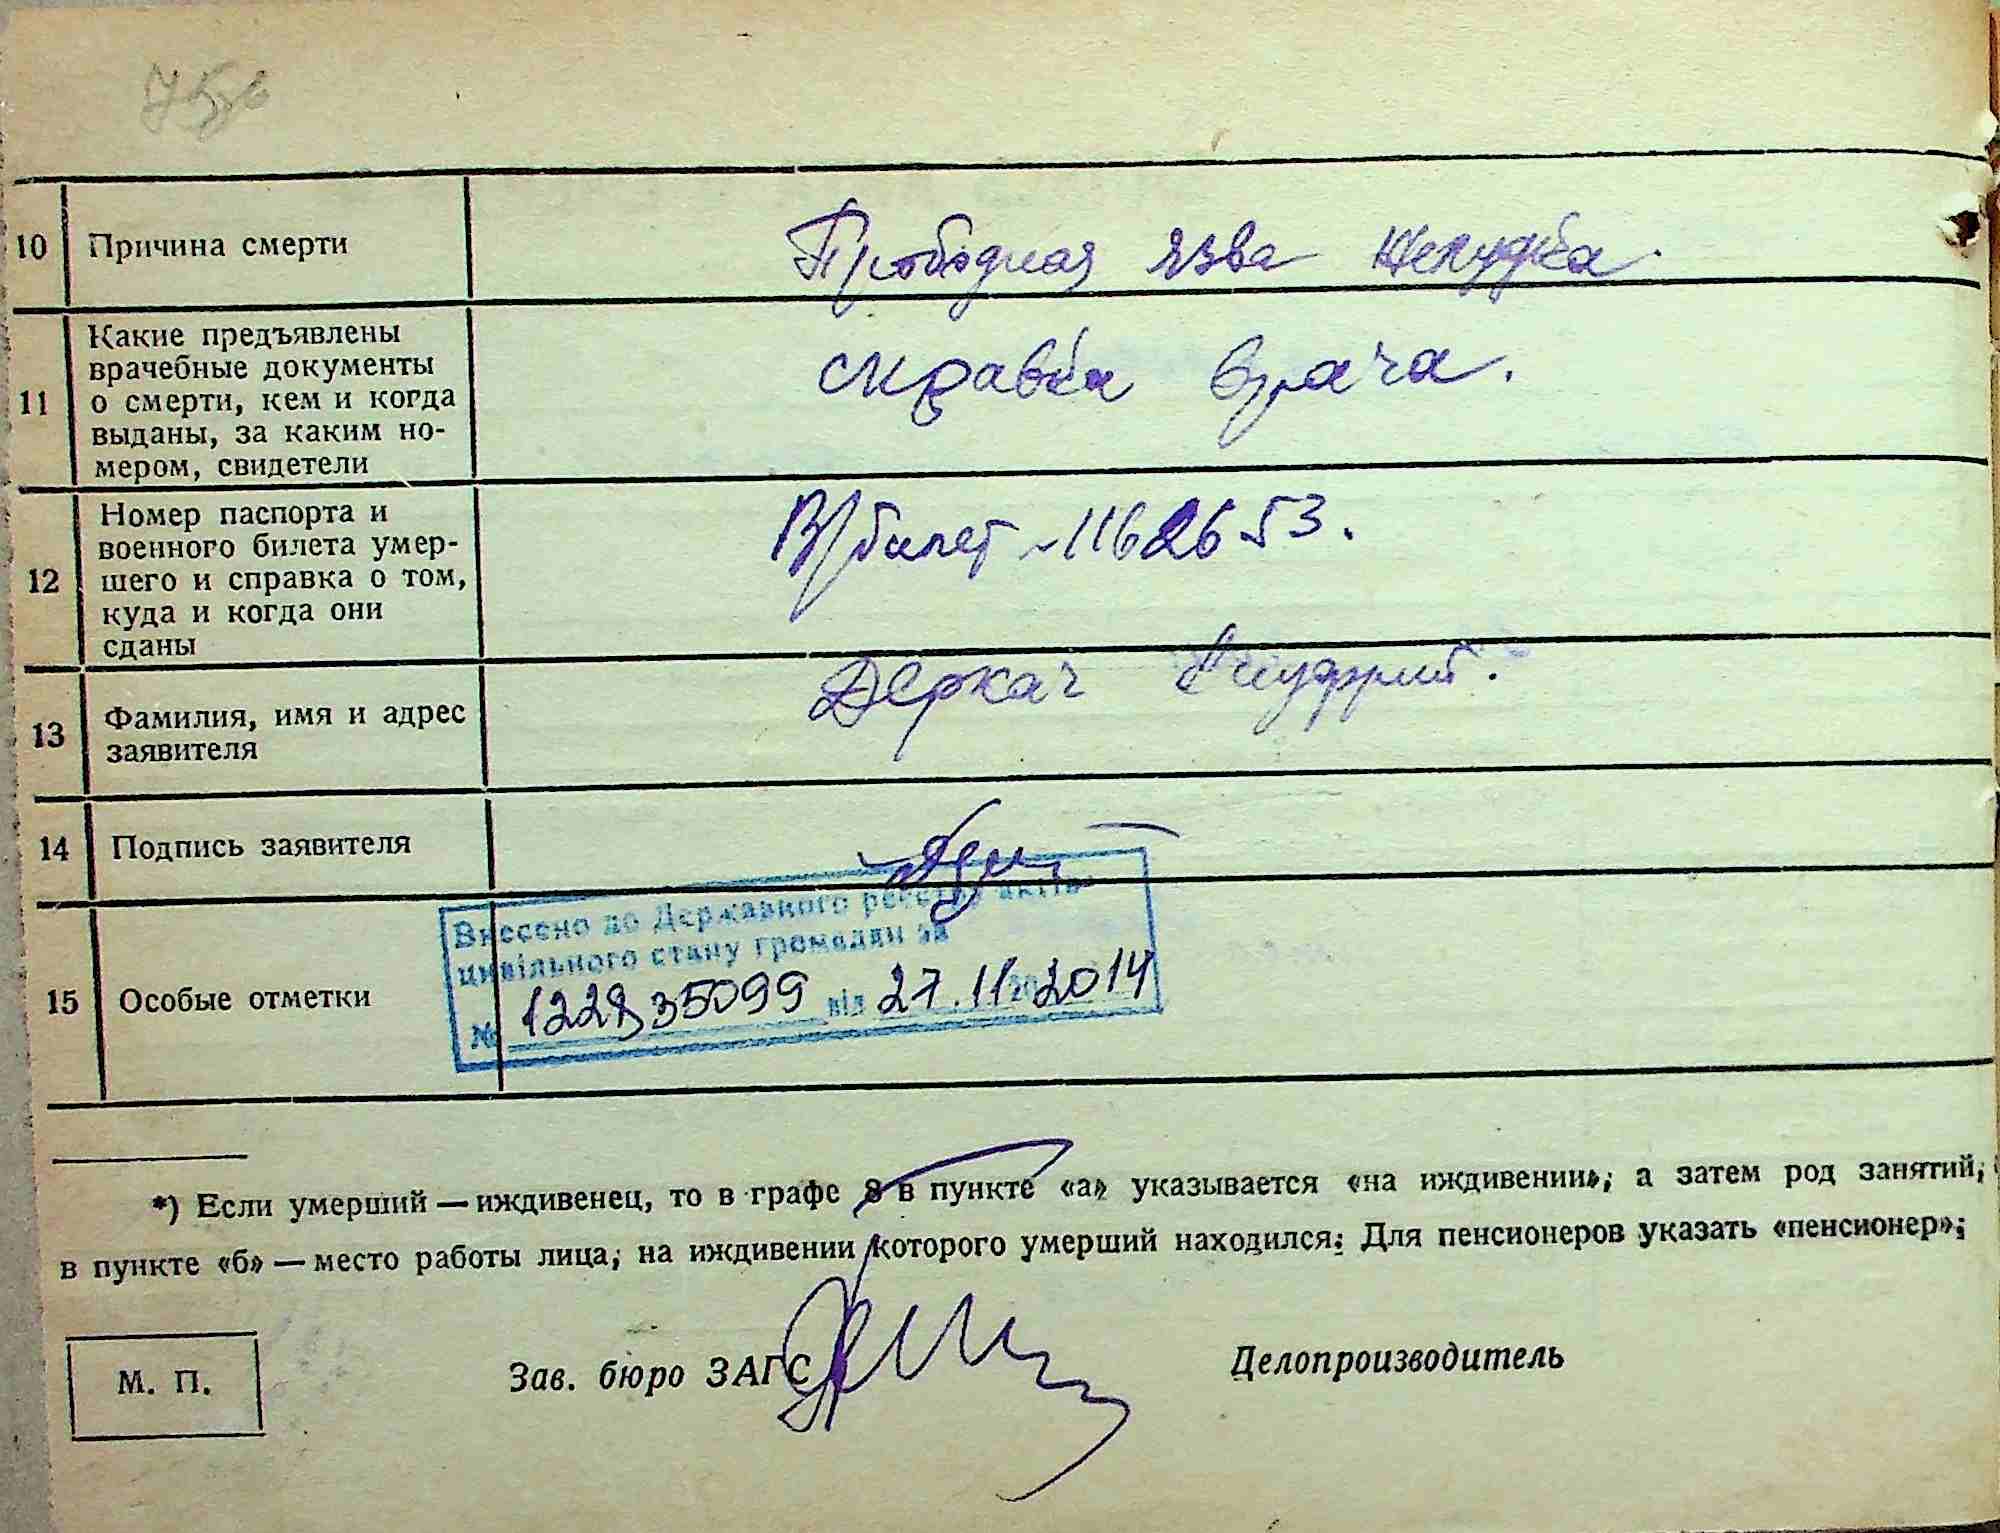 10 Причина смерти Прободная язва желудка.
11 Какие предъявлены
врачебные документы
о смерти, кем и когда
выданы, за каким но-
мером, свидетели
справка врача.
12 Номер паспорта и
военного билета умер-
шего и справка о том,
куда и когда они
сданы
В/билет ~1162653.
13 Фамилия, имя и адрес
заявителя
Деркач
14 Подпись заявителя
15 Особые отметки
Внесено до Державного реєстру актів
цивільного стану громадян за
№ 122835099 від 27.11.2014
*) Если умерший — иждивенец, то в графе 8 в пункте «а» указывается «на иждивении»; а затем род занятий,
в пункте «б» — место работы лица, на иждивении которого умерший находился. Для пенсионеров указать «пенсионер»;
М. П. Зав. бюро ЗАГС Делопроизводитель